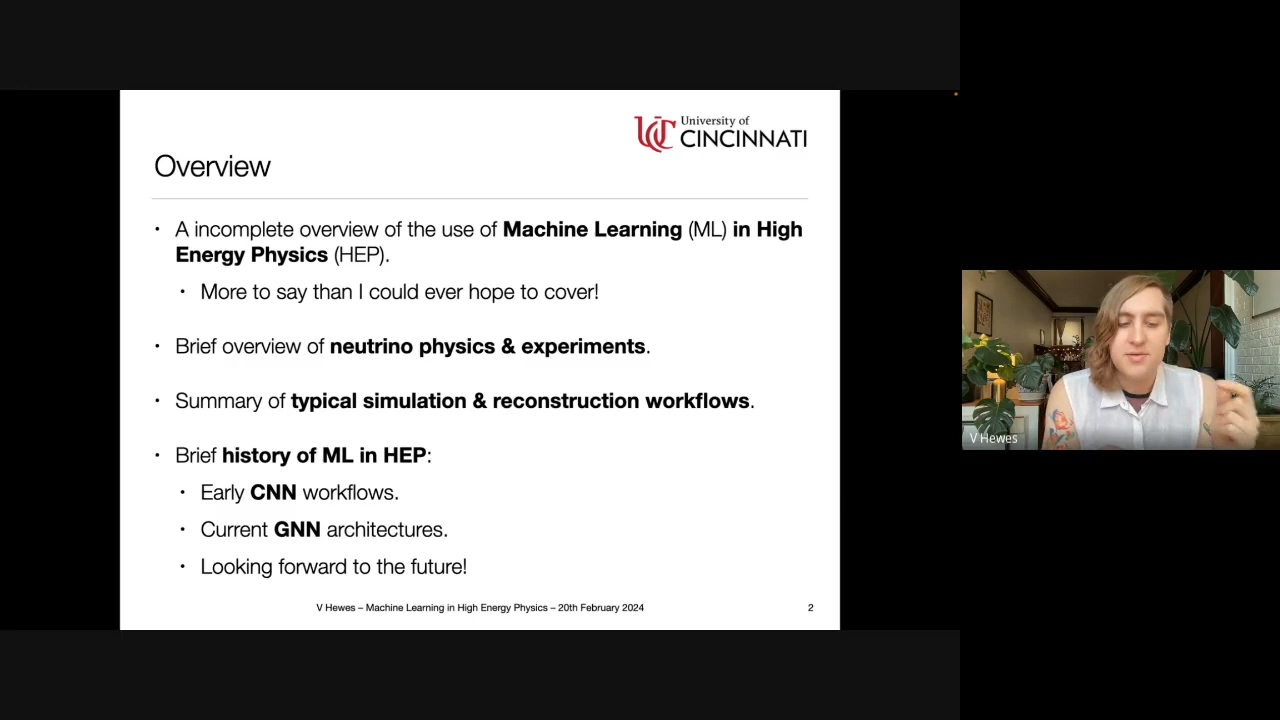 University of
CINCINNATI
Overview
• A incomplete overview of the use of Machine Learning (ML) in High
Energy Physics (HEP).
• More to say than I could ever hope to cover!
• Brief overview of neutrino physics & experiments.
• Summary of typical simulation & reconstruction workflows.
• Brief history of ML in HEP:
• Early CNN workflows.
• Current GNN architectures.
• Looking forward to the future!
V Hewes – Machine Learning in High Energy Physics – 20th February 2024
2
V Hewes